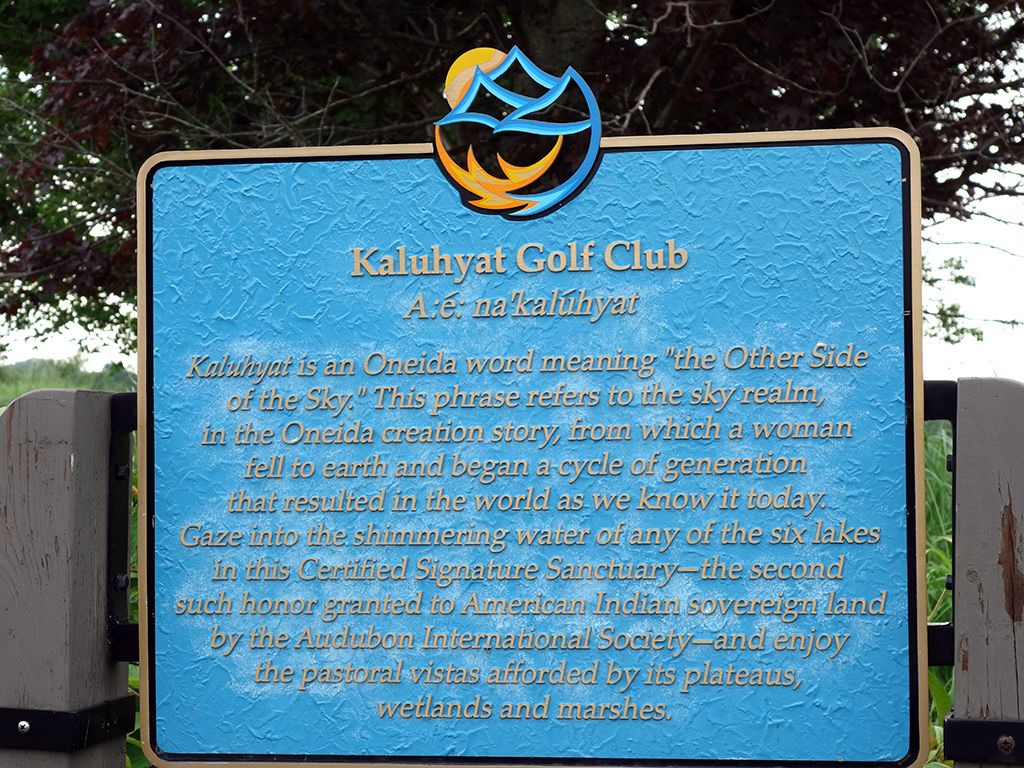 Kaluhyat Golf Club
A:é: na'kalúhyat
Kaluhyat is an Oneida word meaning "the Other Side
of the Sky." This phrase refers to the sky realm,
in the Oneida creation story, from which a woman
fell to earth and began a cycle of generation
that resulted in the world as we know it today.
Gaze into the shimmering water of any of the six lakes
in this Certified Signature Sanctuary—the second
such honor granted to American Indian sovereign land
by the Audubon International Society—and enjoy
the pastoral vistas afforded by its plateaus,
wetlands and marshes.